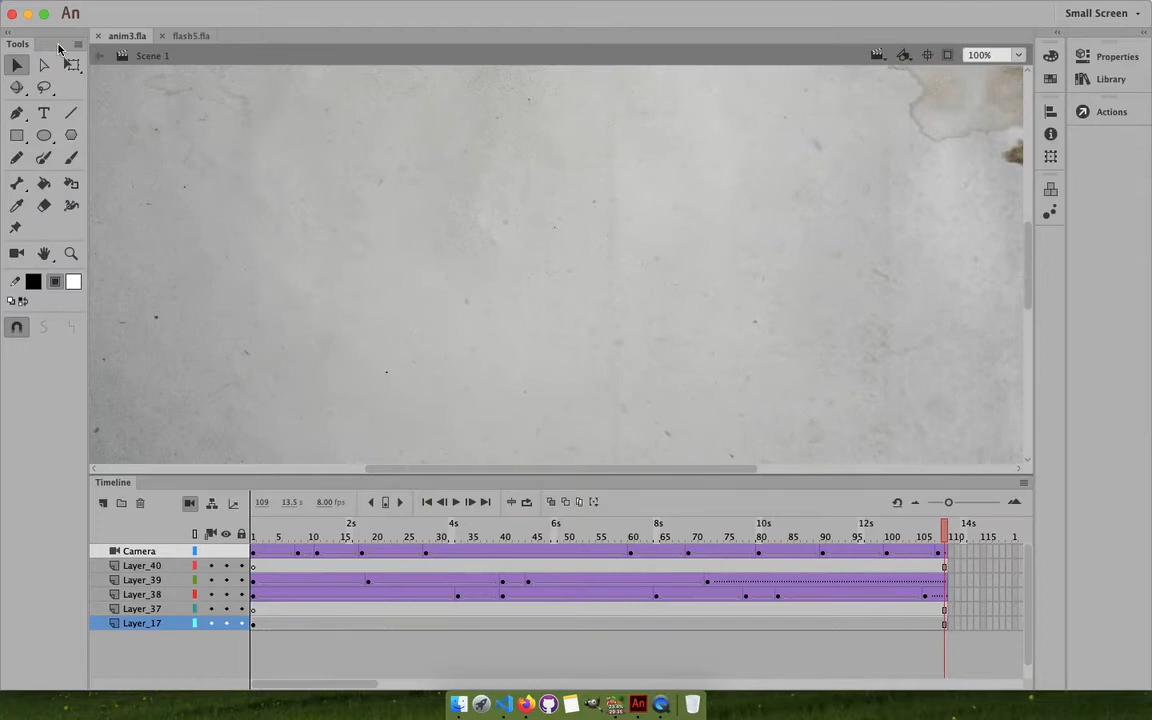 An
Small Screen
Tools
anim3.fla
flash5.fla
Scene 1
100%
Properties
Library
Actions
T
Timeline
109 13.5 s 8.00 fps
2s 4s 6s 8s 10s 12s 14s
1 5 10 15 20 25 30 35 40 45 50 55 60 65 70 75 80 85 90 95 100 105 110 115 1
Camera
Layer_40
Layer_39
Layer_38
Layer_37
Layer_17
An